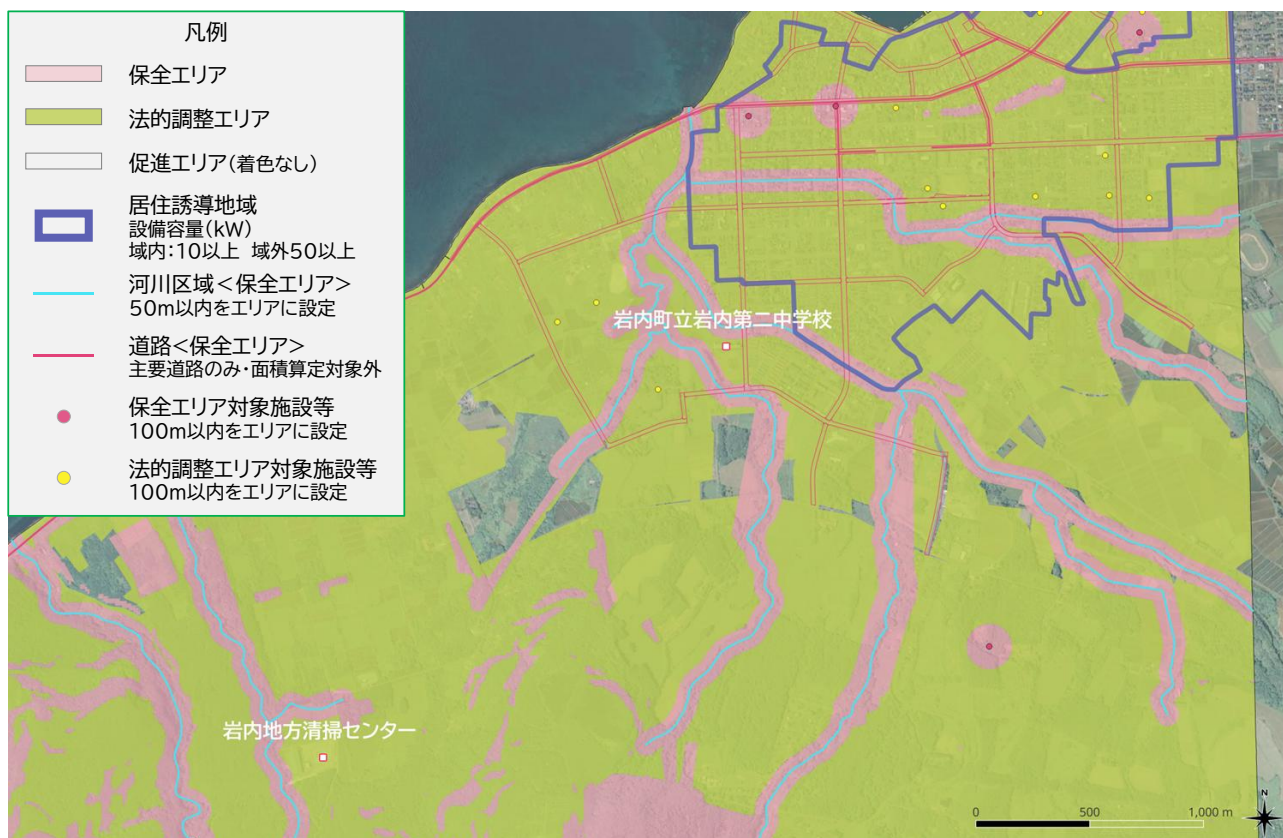 凡例
保全エリア
法的調整エリア
促進エリア(着色なし)
居住誘導地域
設備容量(kW)
域内:10以上 域外50以上
河川区域<保全エリア>
50m以内をエリアに設定
道路<保全エリア>
主要道路のみ・面積算定対象外
保全エリア対象施設等
100m以内をエリアに設定
法的調整エリア対象施設等
100m以内をエリアに設定
岩内町立岩内第二中学校
岩内地方清掃センター
0 500 1,000 m
N